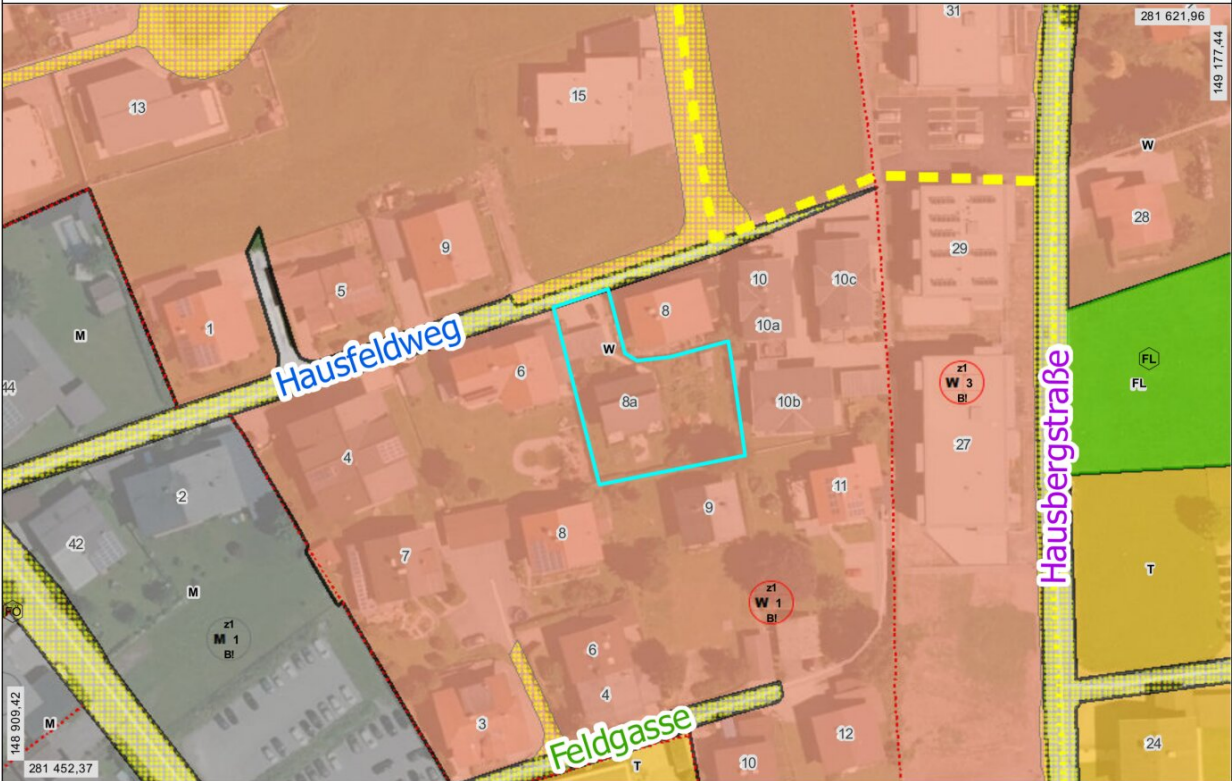 31
281 621,96
149 177,44
13
15
W
28
9
29
5
10
10c
1
8
M
10a
Hausfeldweg
W
FL
FL
44
6
z1
W 3
B!
8a
10b
Hausbergstraße
27
4
2
11
9
42
8
7
T
M
FO
z1
W 1
B!
z1
M 1
B!
6
4
3
M
Feldgasse
12
24
148 909,42
281 452,37
T
10